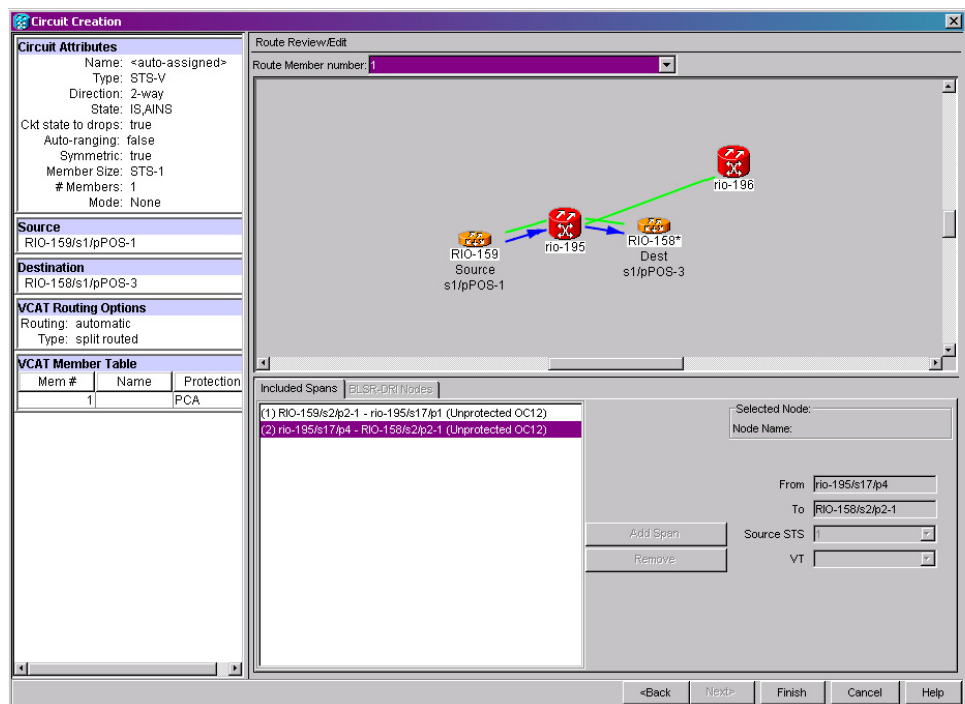 Circuit Creation
Circuit Attributes
Name: <auto-assigned>
Type: STS-V
Direction: 2-way
State: IS,AINS
Ckt state to drops: true
Auto-ranging: false
Symmetric: true
Member Size: STS-1
# Members: 1
Mode: None
Source
RIO-159/s1/pPOS-1
Destination
RIO-158/s1/pPOS-3
VCAT Routing Options
Routing: automatic
Type: split routed
VCAT Member Table
Mem # Name Protection
1 PCA
Route Review/Edit
Route Member number: 1
rio-196
rio-195
RIO-159
Source
s1/pPOS-1
RIO-158*
Dest
s1/pPOS-3
Included Spans BLSR-DRI Nodes
(1) RIO-159/s2/p2-1 - rio-195/s17/p1 (Unprotected OC12)
(2) rio-195/s17/p4 - RIO-158/s2/p2-1 (Unprotected OC12)
Add Span
Remove
Selected Node:
Node Name:
From rio-195/s17/p4
To RIO-158/s2/p2-1
Source STS 1
VT
<Back Next> Finish Cancel Help